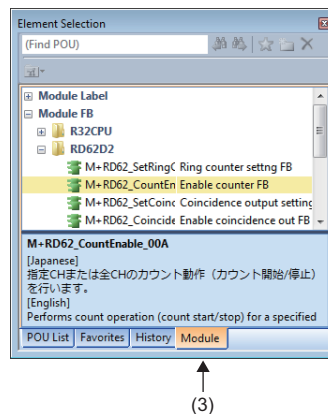 Element Selection
(Find POU)
Module Label
Module FB
R32CPU
RD62D2
M+RD62_SetRingC Ring counter settng FB
M+RD62_CountEn Enable counter FB
M+RD62_SetCoinc Coincidence output setting
M+RD62_Coincide Enable coincidence out FB
M+RD62_CountEnable_00A
[Japanese]
指定CHまたは全CHのカウント動作（カウント開始/停止）
を行います。
[English]
Performs count operation (count start/stop) for a specified
POU List Favorites History Module
(3)